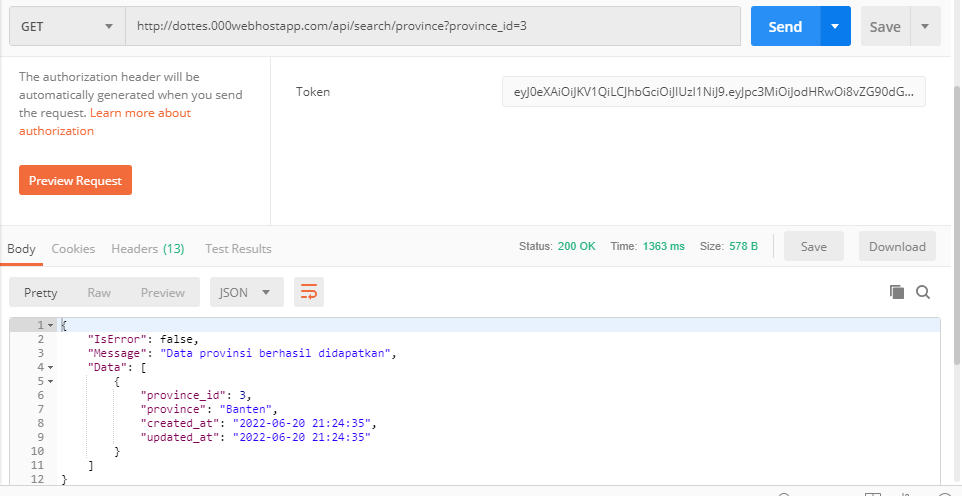 GET http://dottes.000webhostapp.com/api/search/province?province_id=3 Send Save
The authorization header will be
automatically generated when you send
the request. Learn more about
authorization
Token eyJ0eXAiOiJKV1QiLCJhbGciOiJIUzI1NiJ9.eyJpc3MiOiJodHRwOi8vZG90dG...
Preview Request
Body Cookies Headers (13) Test Results Status: 200 OK Time: 1363 ms Size: 578 B Save Download
Pretty Raw Preview JSON
1 {
2 "IsError": false,
3 "Message": "Data provinsi berhasil didapatkan",
4 "Data": [
5 {
6 "province_id": 3,
7 "province": "Banten",
8 "created_at": "2022-06-20 21:24:35",
9 "updated_at": "2022-06-20 21:24:35"
10 }
11 ]
12 }